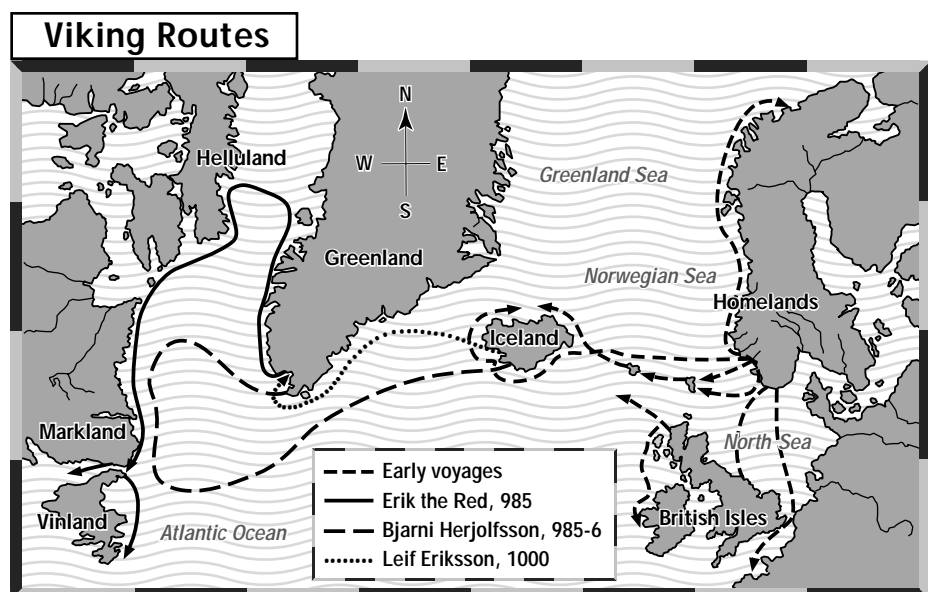 Viking Routes
N
W E
S
Helluland
Greenland Sea
Greenland
Norwegian Sea
Homelands
Iceland
Markland
North Sea
Vinland
Atlantic Ocean
British Isles
Early voyages
Erik the Red, 985
Bjarni Herjolfsson, 985-6
Leif Eriksson, 1000